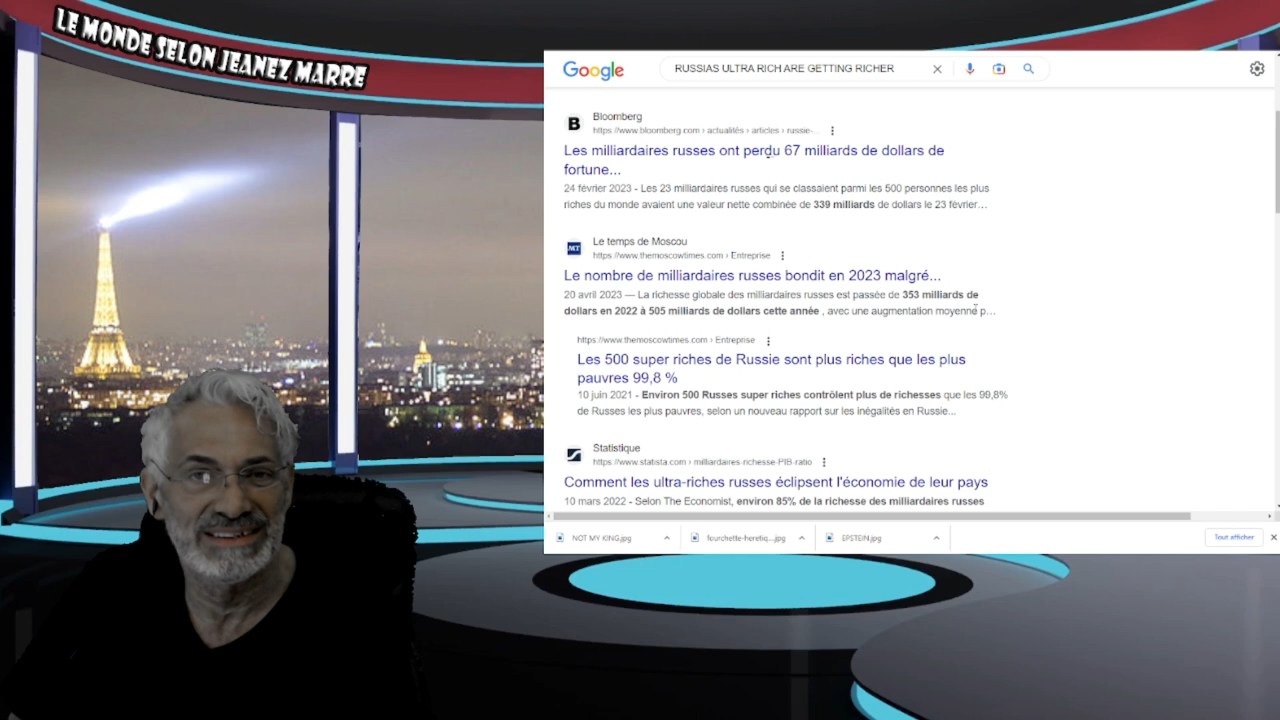 LE MONDE SELON JEANEZ MARRE
Google
RUSSIAS ULTRA RICH ARE GETTING RICHER
Bloomberg
https://www.bloomberg.com › actualités › articles › russie-...
Les milliardaires russes ont perdu 67 milliards de dollars de
fortune...
24 février 2023 - Les 23 milliardaires russes qui se classaient parmi les 500 personnes les plus
riches du monde avaient une valeur nette combinée de 339 milliards de dollars le 23 février...
Le temps de Moscou
https://www.themoscowtimes.com › Entreprise
Le nombre de milliardaires russes bondit en 2023 malgré...
20 avril 2023 — La richesse globale des milliardaires russes est passée de 353 milliards de
dollars en 2022 à 505 milliards de dollars cette année , avec une augmentation moyenne p...
https://www.themoscowtimes.com › Entreprise
Les 500 super riches de Russie sont plus riches que les plus
pauvres 99,8 %
10 juin 2021 - Environ 500 Russes super riches contrôlent plus de richesses que les 99,8%
de Russes les plus pauvres, selon un nouveau rapport sur les inégalités en Russie...
Statistique
https://www.statista.com › milliardaires-richesse-PIB-ratio
Comment les ultra-riches russes éclipsent l'économie de leur pays
10 mars 2022 - Selon The Economist, environ 85% de la richesse des milliardaires russes
NOT MY KING.jpg
fourchette-heretiq...jpg
EPSTEIN.jpg
Tout afficher
B
MT